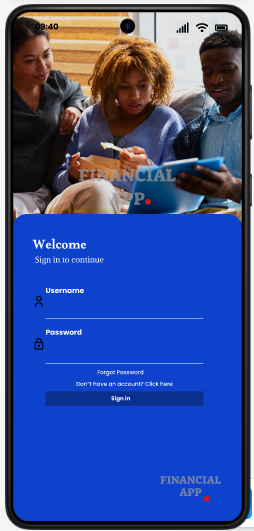 09:40
FINANCIAL
APP
Welcome
Sign in to continue
Username
Password
Forgot Password
Don't have an account? Click here
Sign in
FINANCIAL
APP